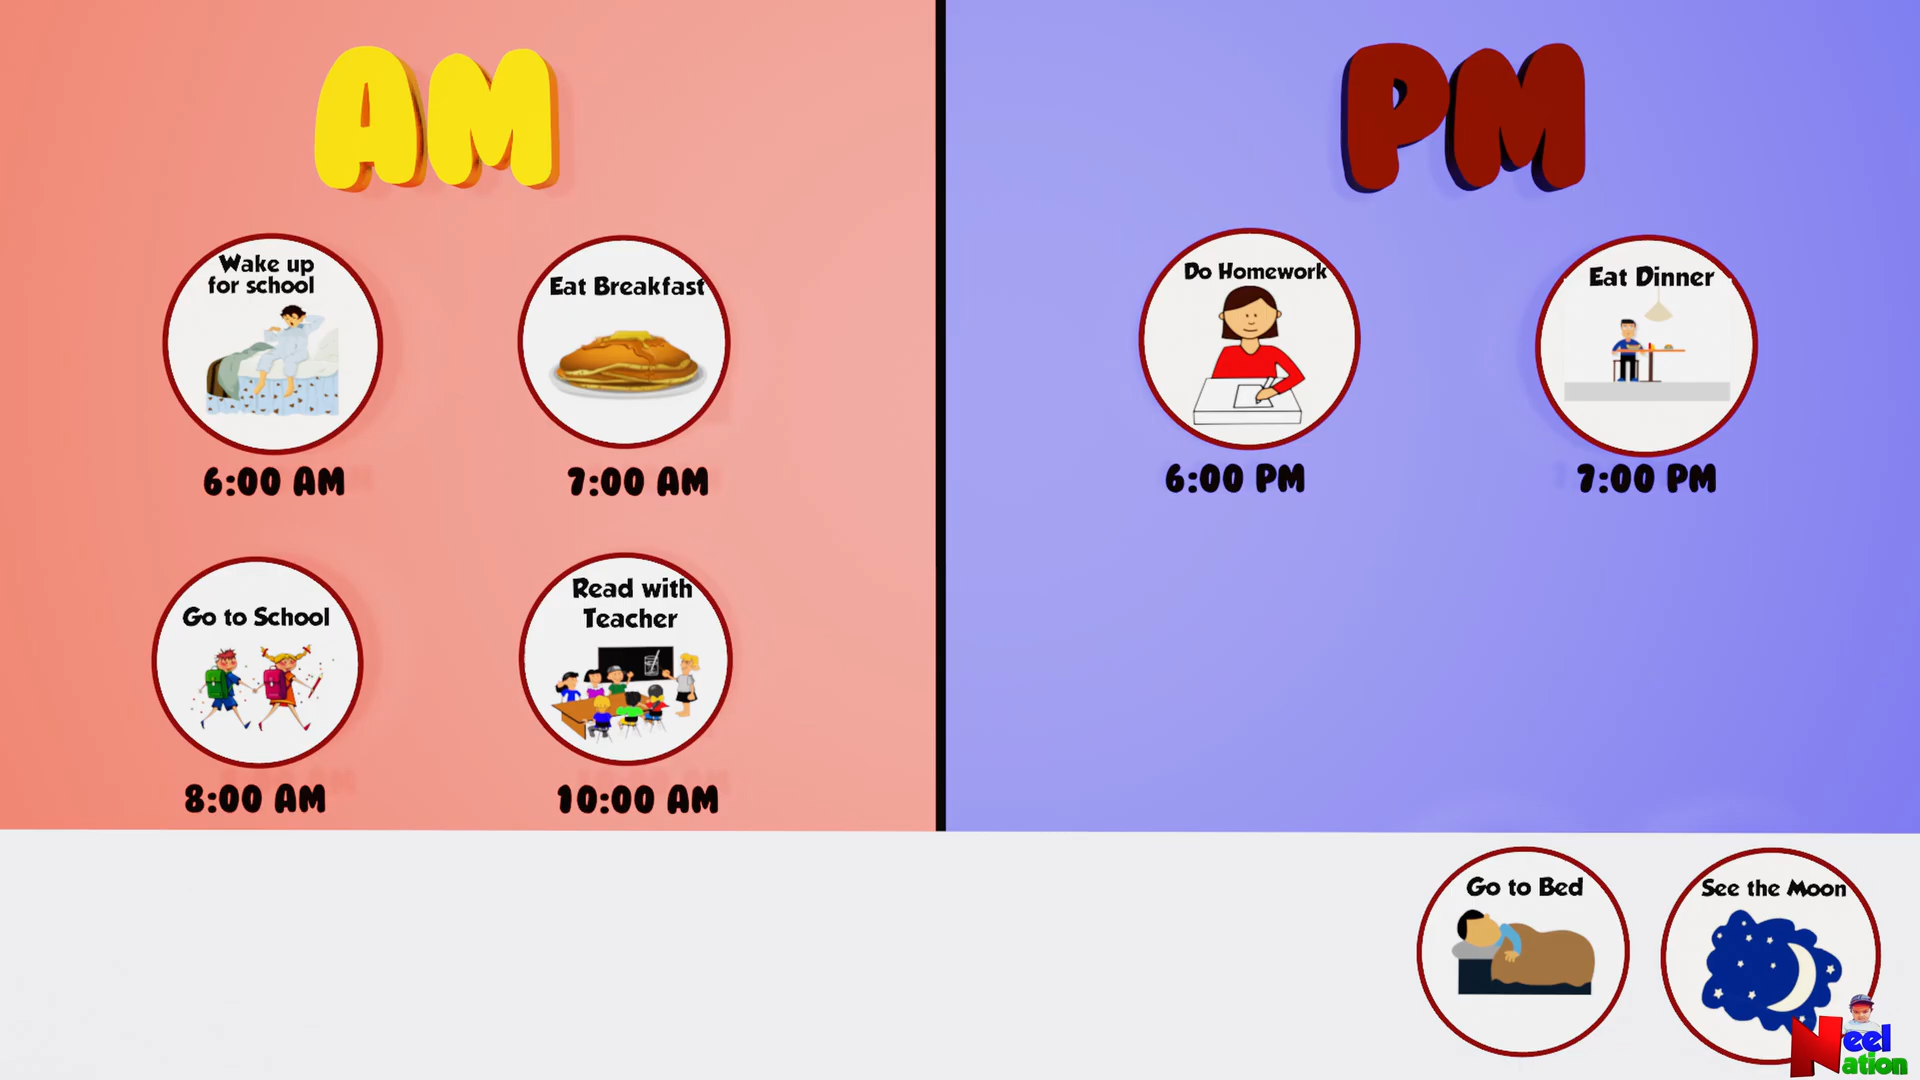 AM
PM
Wake up
for school
6:00 AM
Eat Breakfast
7:00 AM
Do Homework
6:00 PM
Eat Dinner
7:00 PM
Go to School
8:00 AM
Read with
Teacher
10:00 AM
Go to Bed
See the Moon
Neel
Nation